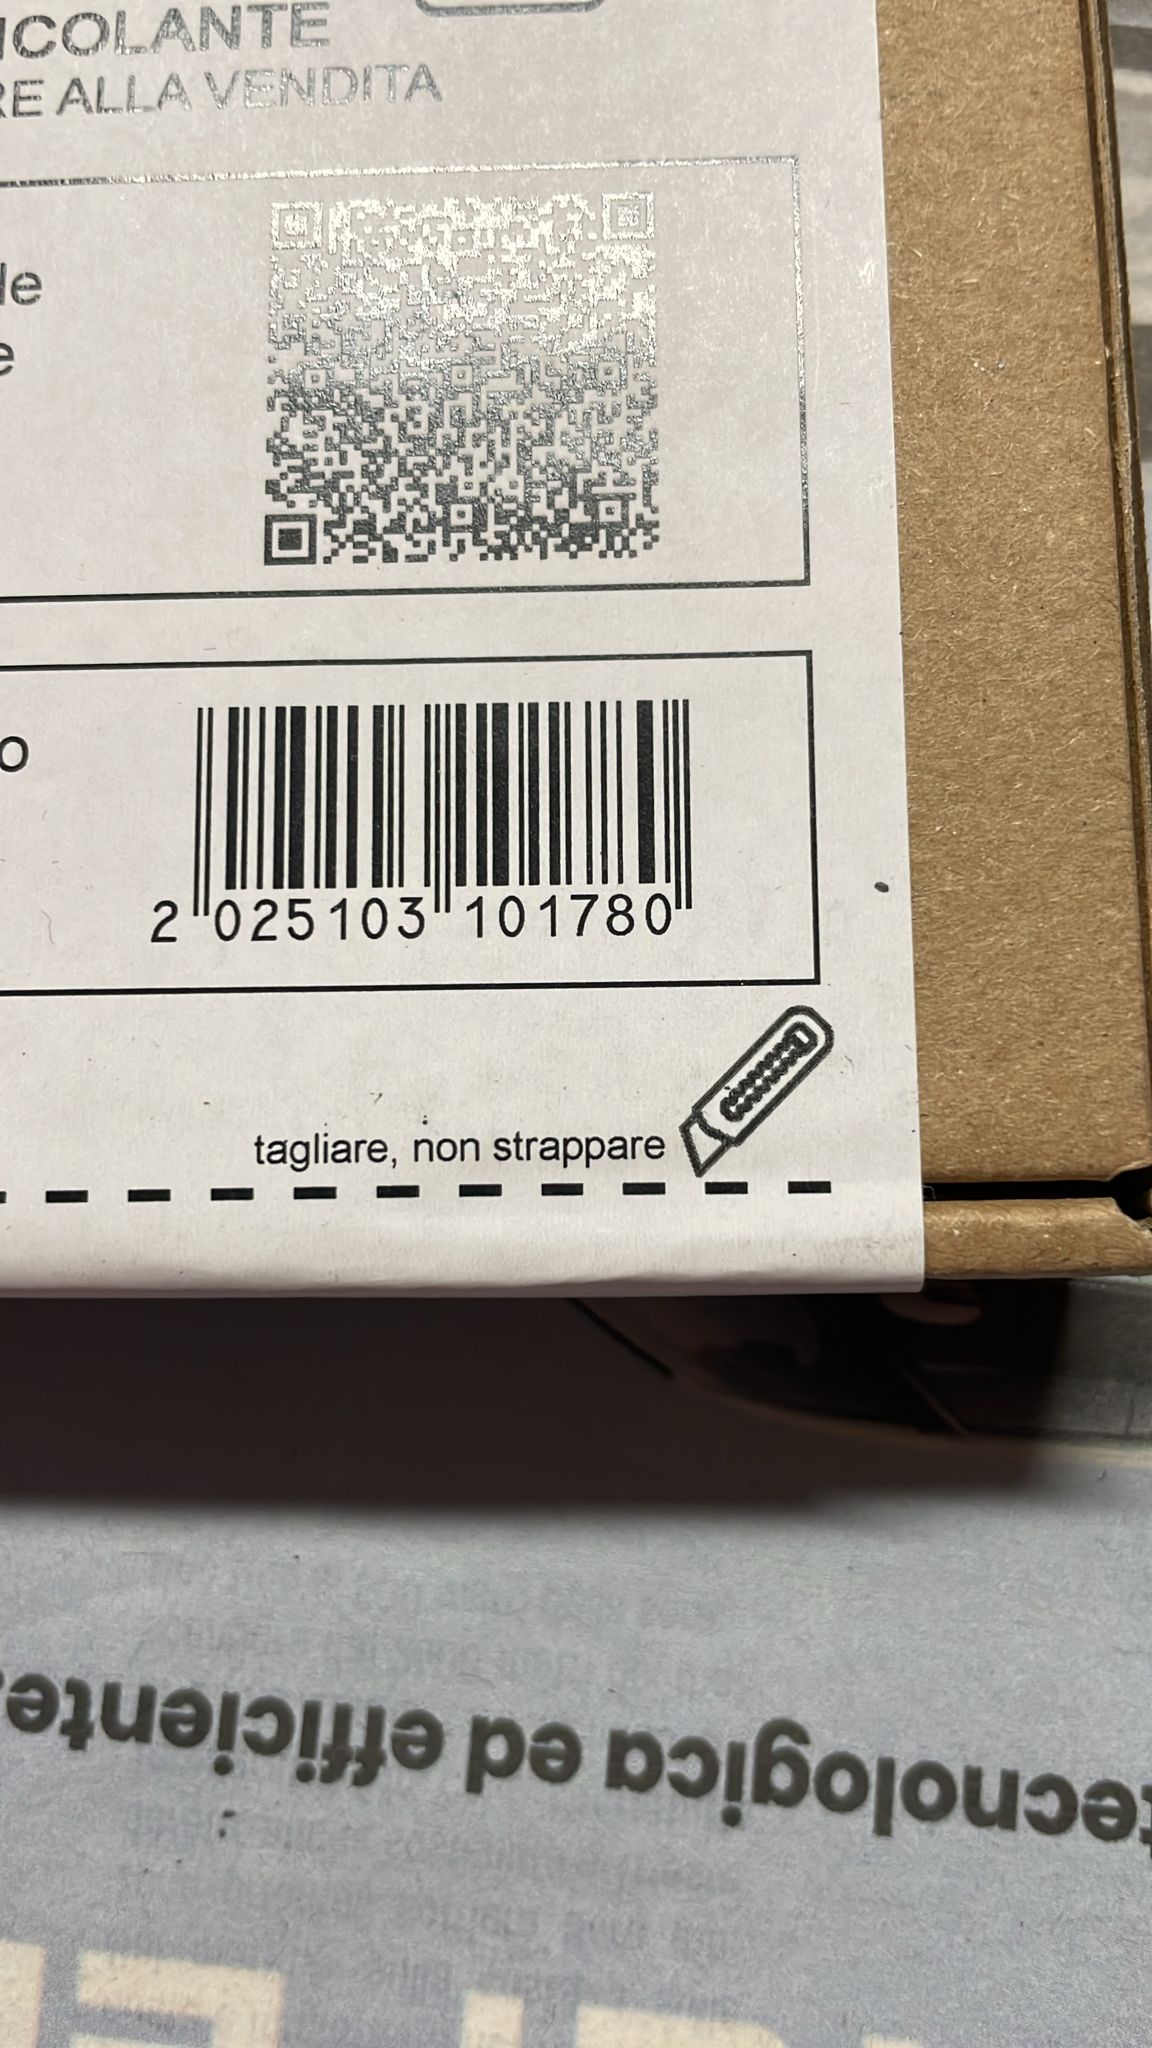 ICOLANTE
RE ALLA VENDITA
le
e
o
2 025103 101780
tagliare, non strappare
tecnologica ed efficiente.